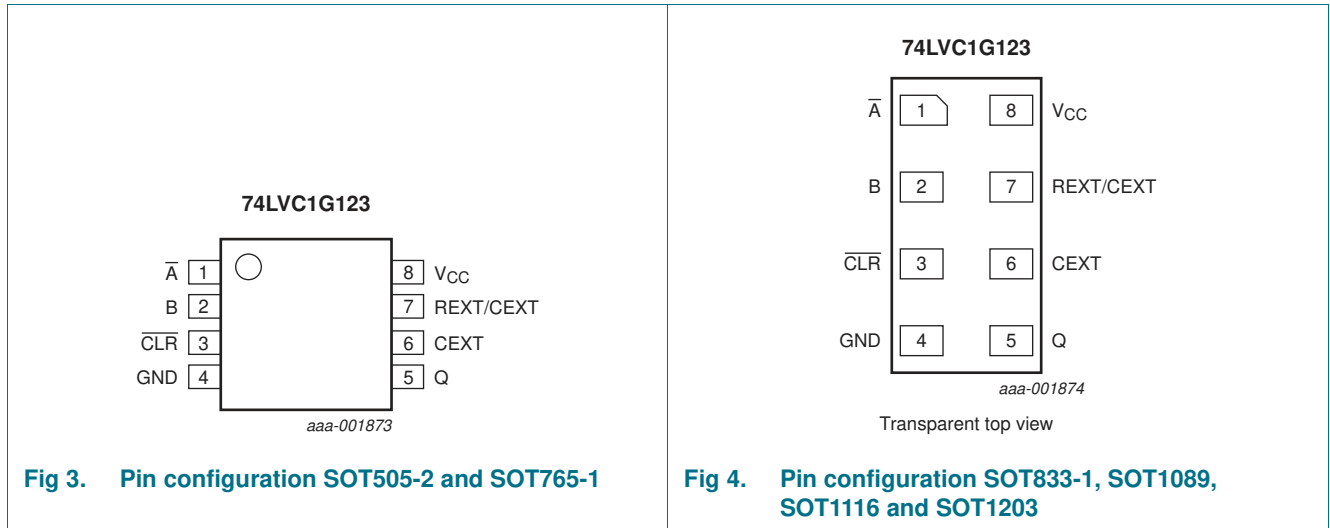 74LVC1G123
A̅ 1 8 VCC
B 2 7 REXT/CEXT
C̅L̅R̅ 3 6 CEXT
GND 4 5 Q
aaa-001873
Fig 3. Pin configuration SOT505-2 and SOT765-1
74LVC1G123
A̅ 1 8 VCC
B 2 7 REXT/CEXT
C̅L̅R̅ 3 6 CEXT
GND 4 5 Q
aaa-001874
Transparent top view
Fig 4. Pin configuration SOT833-1, SOT1089,
SOT1116 and SOT1203